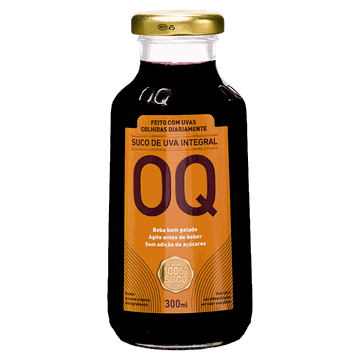 OQ
FEITO COM UVAS
COLHIDAS DIARIAMENTE
SUCO DE UVA INTEGRAL
OQ
Beba bem gelado
Agite antes de beber
Sem adição de açúcares
100%
SUCO
300ml